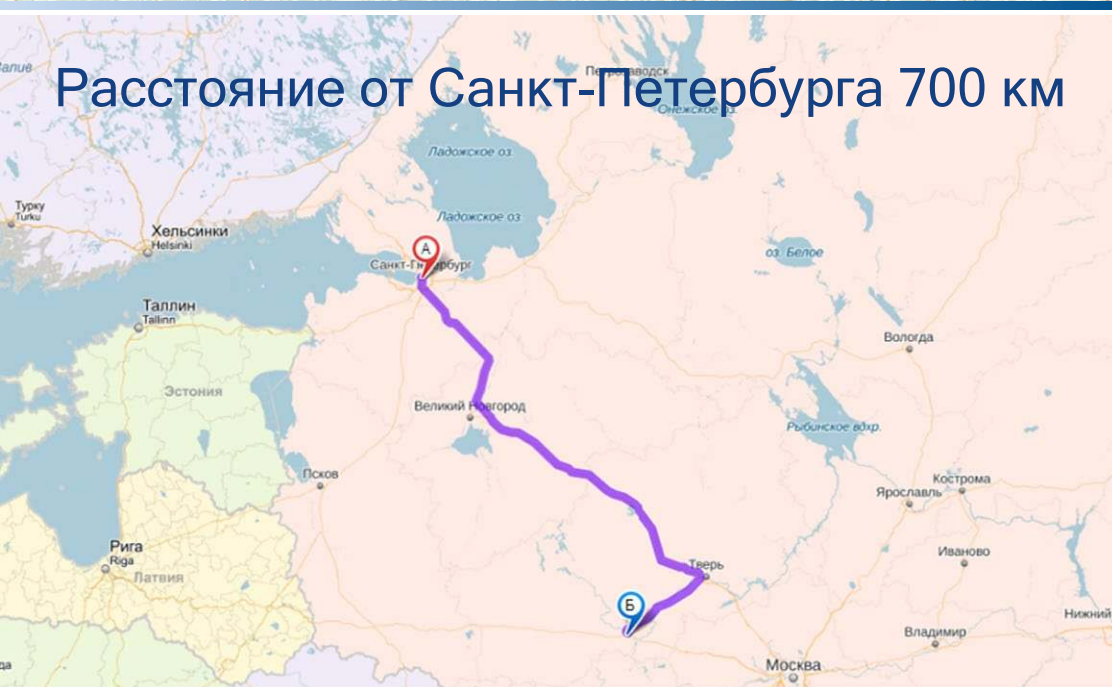 Расстояние от Санкт-Петербурга 700 км
Петрозаводск
Онежское оз.
Ладожское оз.
Турку
Turku
Ладожское оз
Хельсинки
Helsinki
А
оз. Белое
Санкт-Петербург
Таллин
Tallinn
Вологда
Эстония
Великий Новгород
Рыбинское вдхр.
Псков
Кострома
Ярославль
Рига
Riga
Иваново
Латвия
Тверь
Б
Нижний
Владимир
Москва